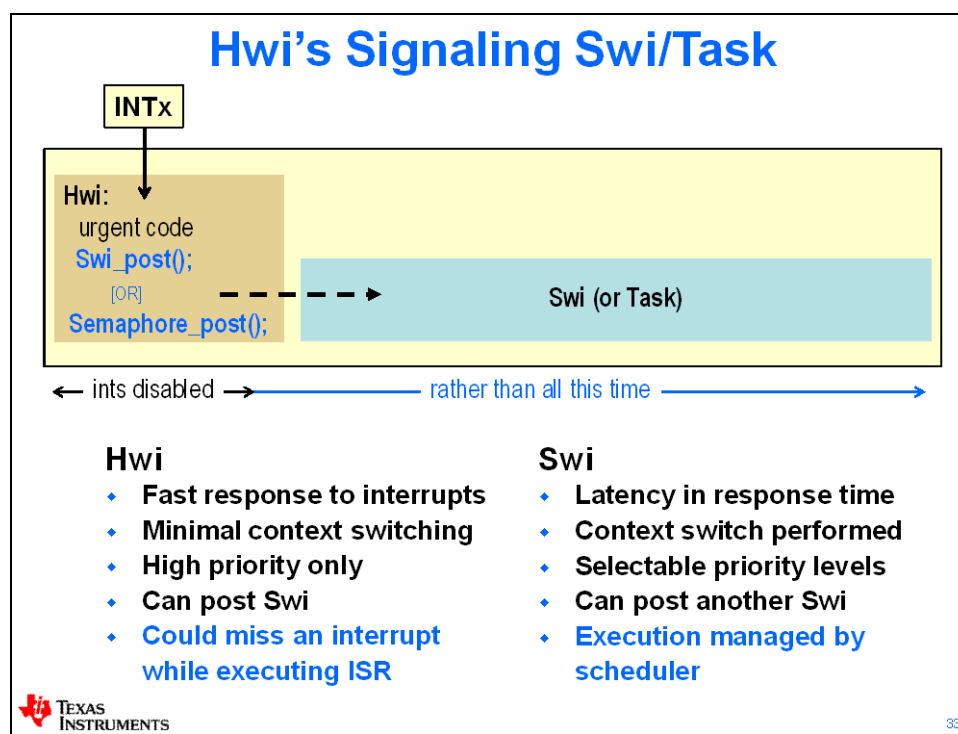 Hwi's Signaling Swi/Task
INTx
Hwi:
urgent code
Swi_post();
[OR]
Semaphore_post();
Swi (or Task)
ints disabled
rather than all this time
Hwi
Fast response to interrupts
Minimal context switching
High priority only
Can post Swi
Could miss an interrupt
while executing ISR
Swi
Latency in response time
Context switch performed
Selectable priority levels
Can post another Swi
Execution managed by
scheduler
TEXAS
INSTRUMENTS
33